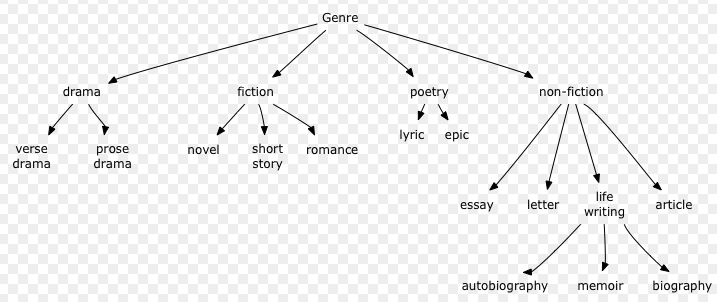 Genre
drama
fiction
poetry
non-fiction
verse
drama
prose
drama
novel
short
story
romance
lyric
epic
essay
letter
life
writing
article
autobiography
memoir
biography